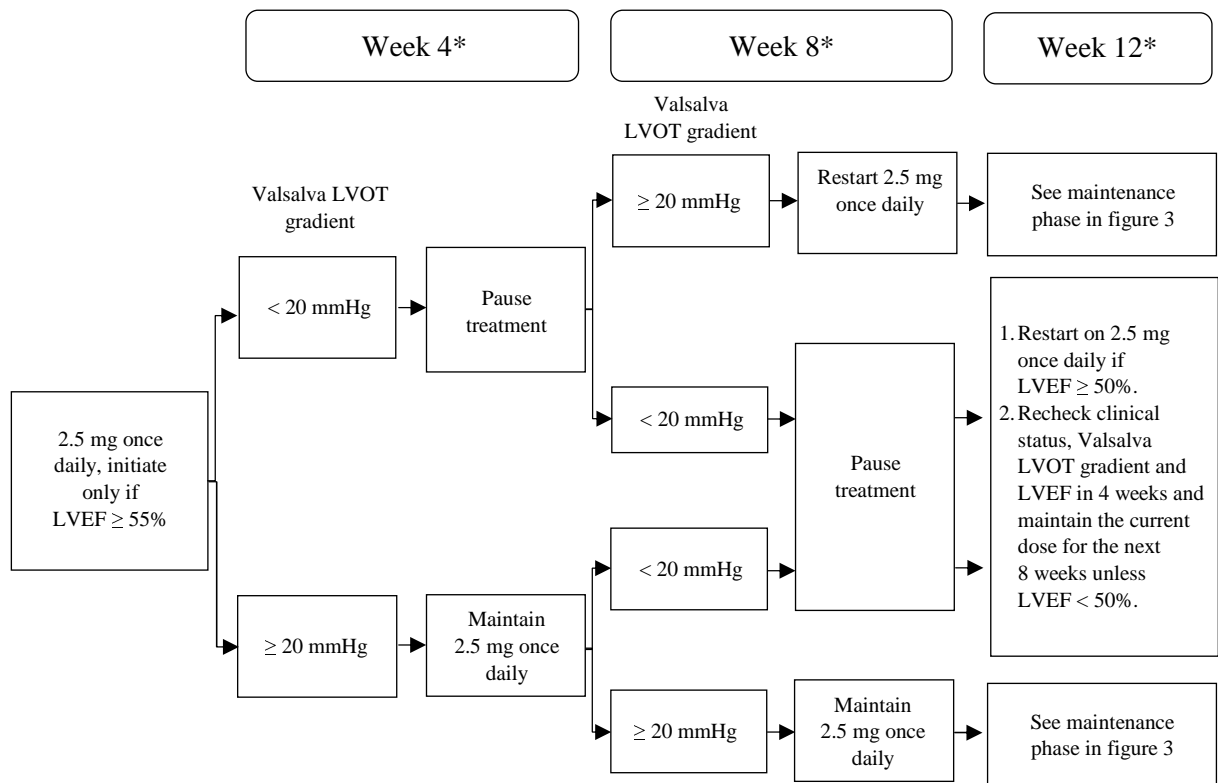 Week 4*
Week 8*
Week 12*
Valsalva
LVOT gradient
Valsalva LVOT
gradient
≥ 20 mmHg
Restart 2.5 mg
once daily
See maintenance
phase in figure 3
< 20 mmHg
Pause
treatment
2.5 mg once
daily, initiate
only if
LVEF ≥ 55%
< 20 mmHg
Pause
treatment
1. Restart on 2.5 mg
once daily if
LVEF ≥ 50%.
2. Recheck clinical
status, Valsalva
LVOT gradient and
LVEF in 4 weeks and
maintain the current
dose for the next
8 weeks unless
LVEF < 50%.
< 20 mmHg
≥ 20 mmHg
Maintain
2.5 mg once
daily
≥ 20 mmHg
Maintain
2.5 mg once
daily
See maintenance
phase in figure 3